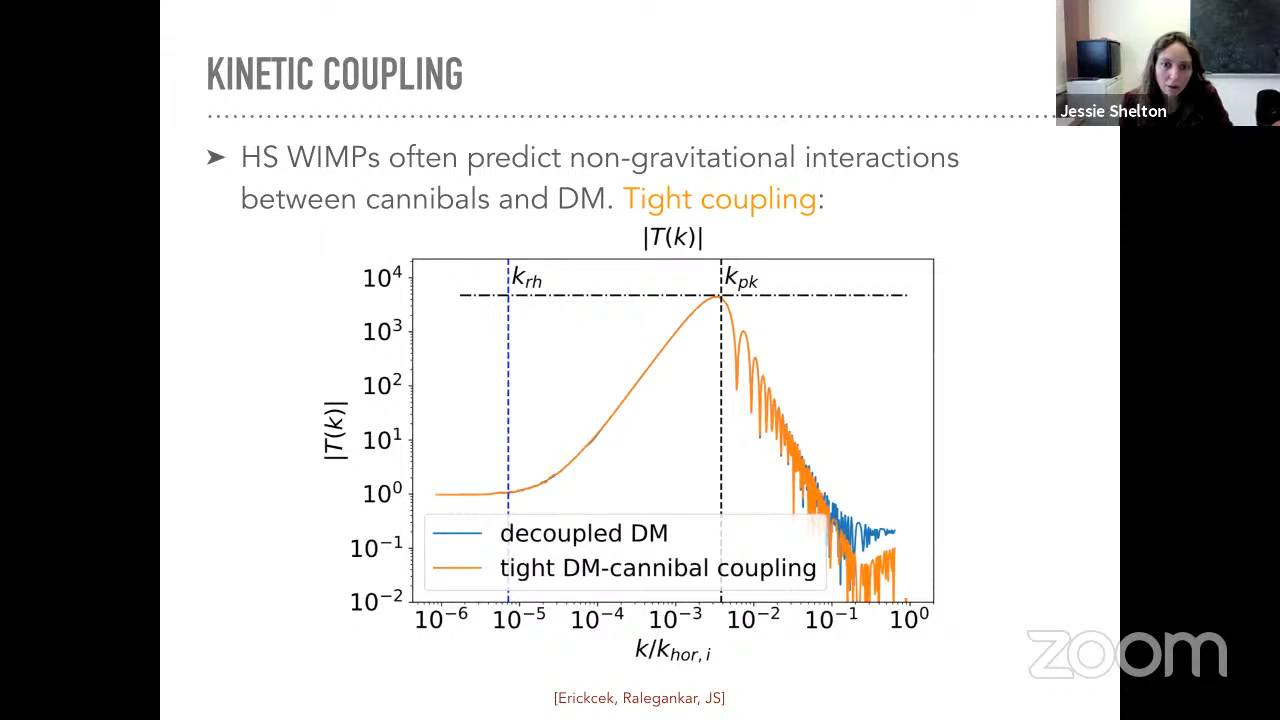 KINETIC COUPLING
Jessie Shelton
➤ HS WIMPs often predict non-gravitational interactions
between cannibals and DM. Tight coupling:
|T(k)|
k_rh
k_pk
10^4
10^3
10^2
10^1
10^0
10^-1
10^-2
|T(k)|
decoupled DM
tight DM-cannibal coupling
10^-6 10^-5 10^-4 10^-3 10^-2 10^-1 10^0
k/k_hor, i
zoom
[Erickcek, Ralegankar, JS]